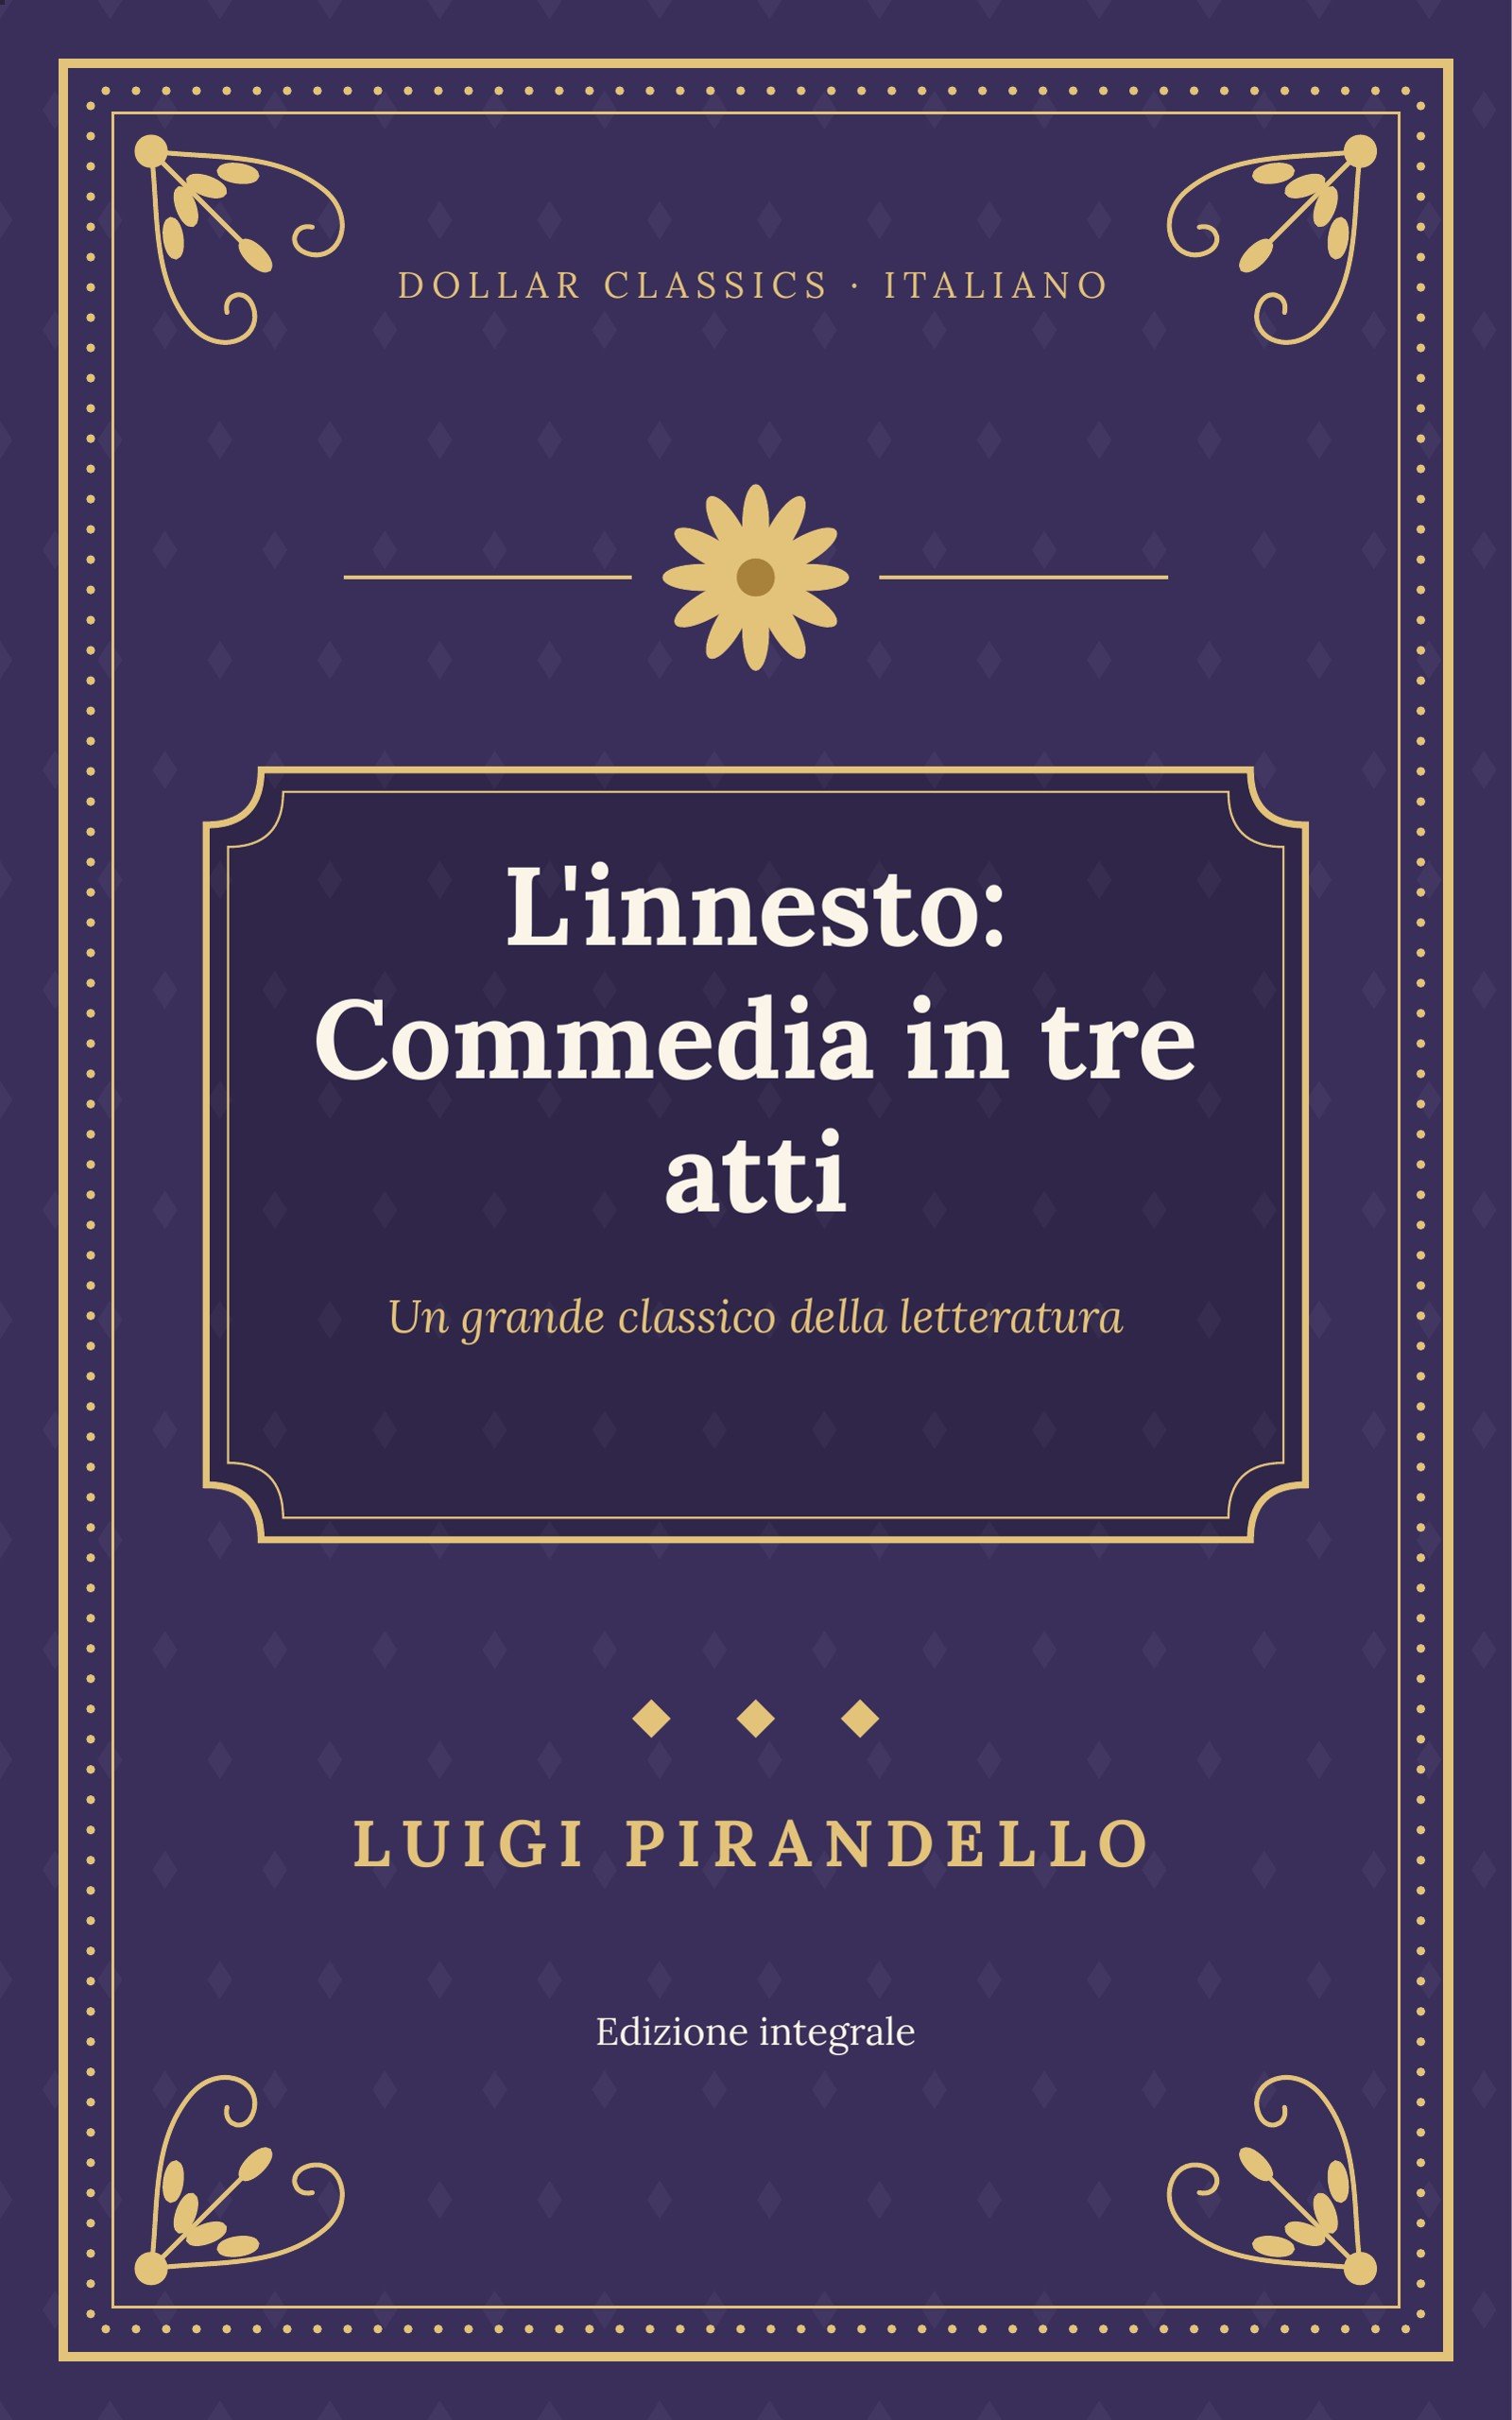 DOLLAR CLASSICS · ITALIANO
L'innesto:
Commedia in tre
atti
Un grande classico della letteratura
LUIGI PIRANDELLO
Edizione integrale